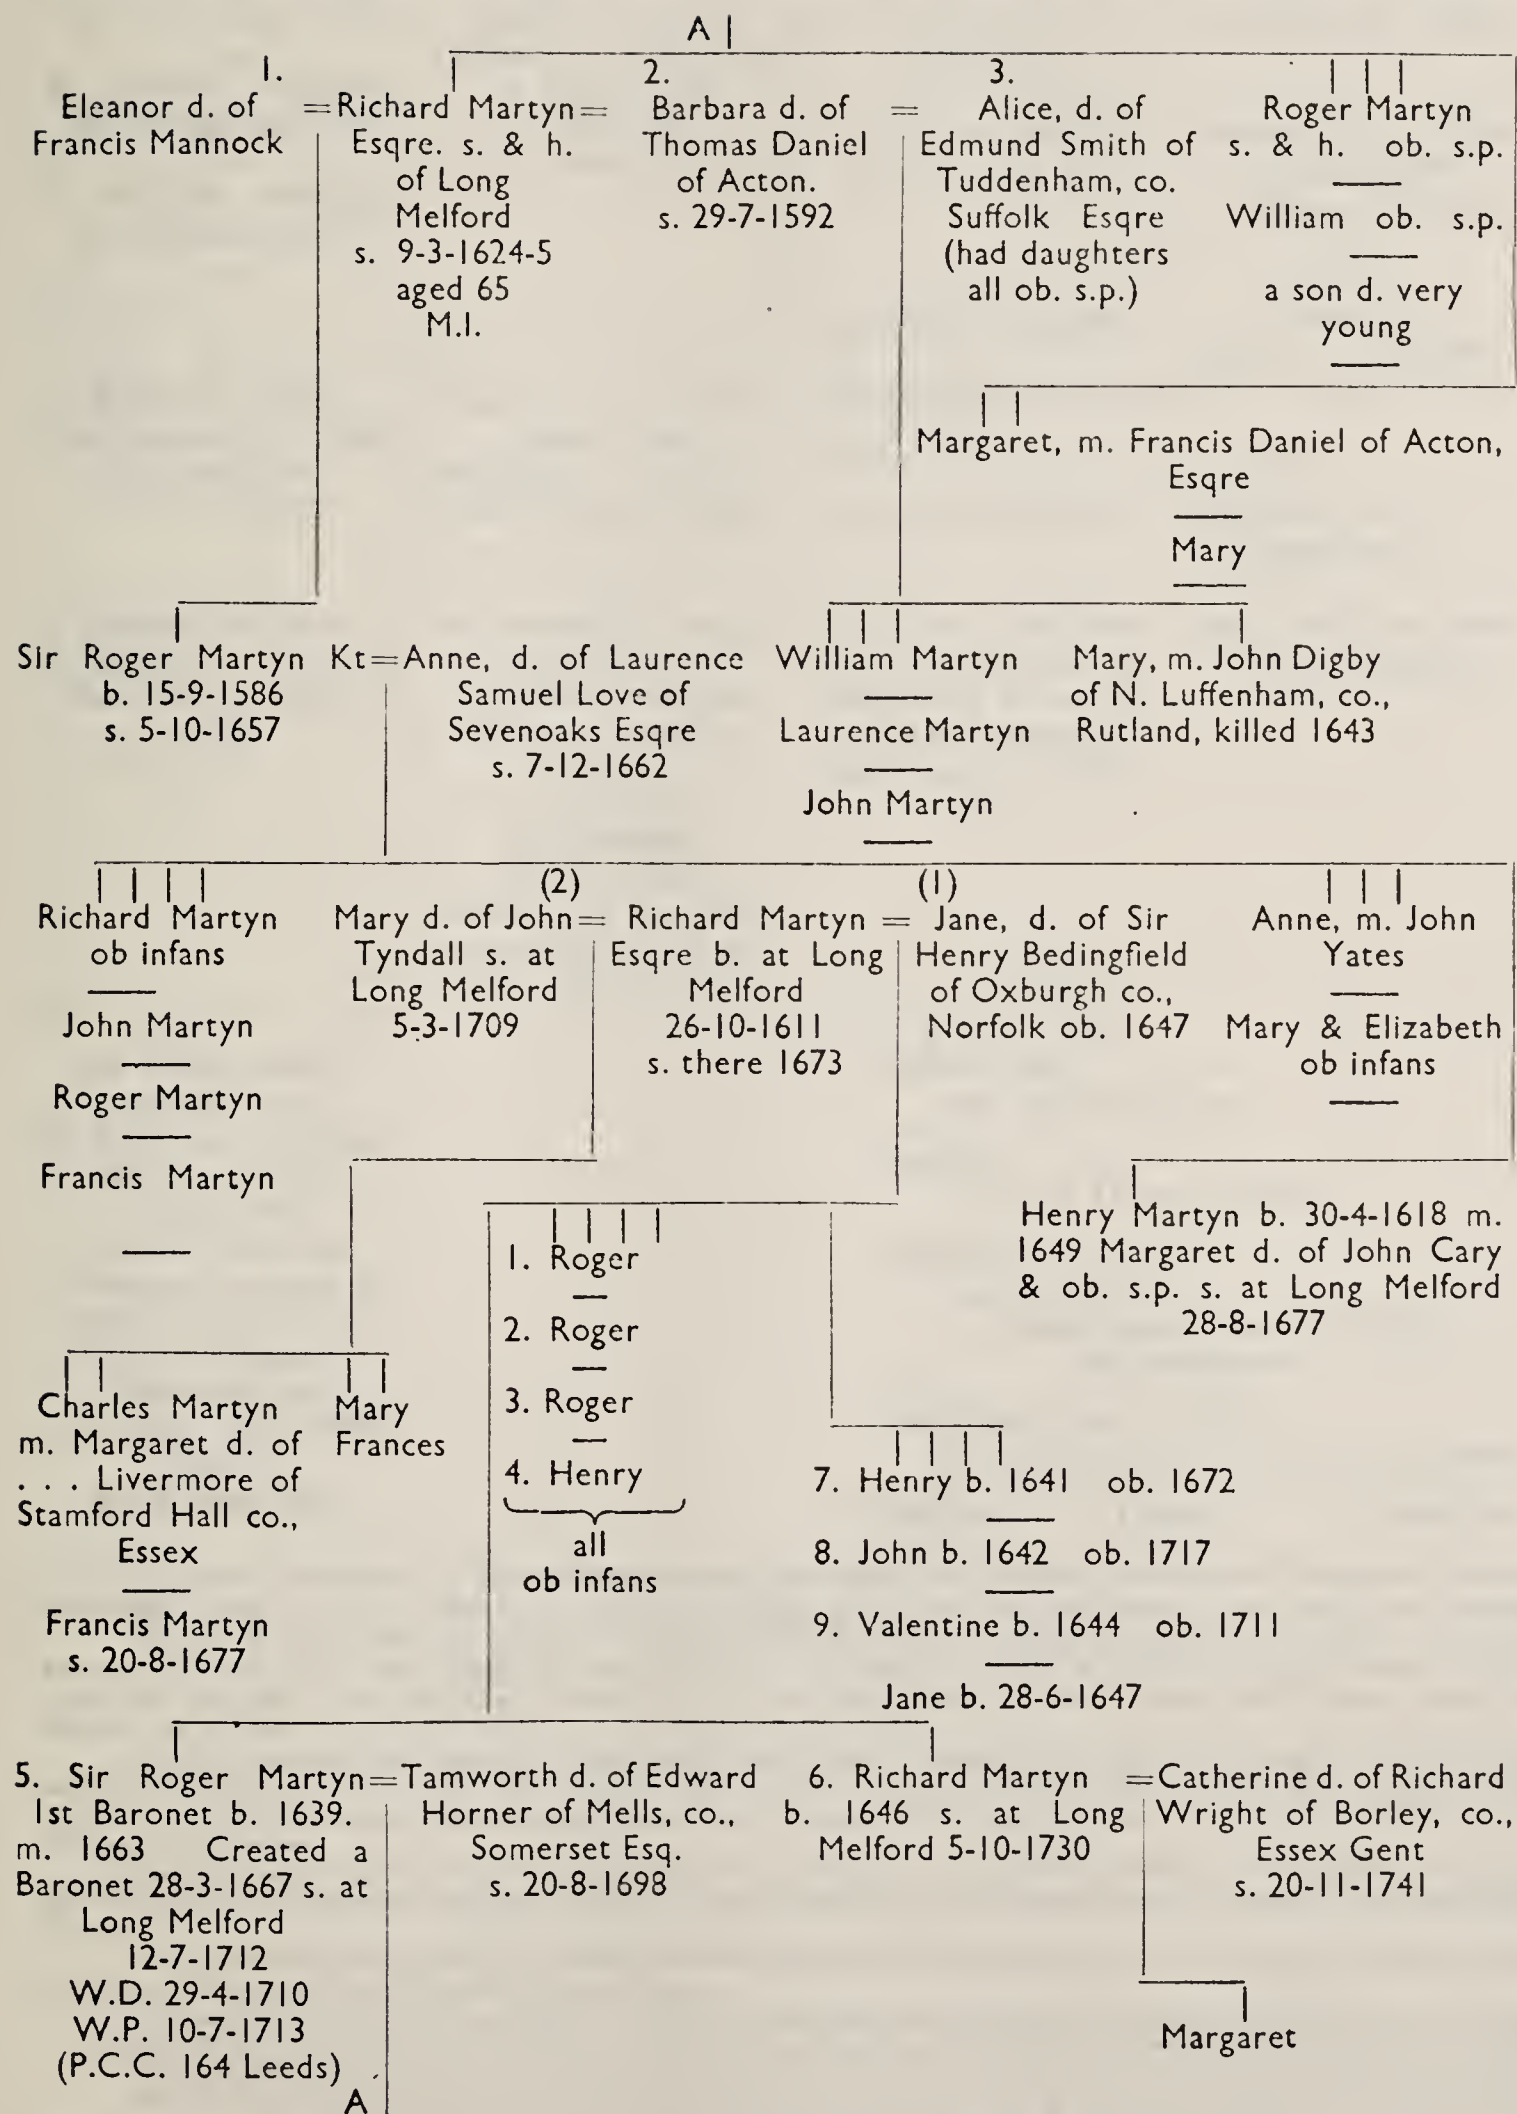 A
1.
2.
3.
Eleanor d. of
Francis Mannock
= Richard Martyn =
Esqre. s. & h.
of Long
Melford
s. 9-3-1624-5
aged 65
M.I.
Barbara d. of
Thomas Daniel
of Acton.
s. 29-7-1592
=
Alice, d. of
Edmund Smith of
Tuddenham, co.
Suffolk Esqre
(had daughters
all ob. s.p.)
Roger Martyn
s. & h. ob. s.p.
William ob. s.p.
a son d. very
young
Margaret, m. Francis Daniel of Acton,
Esqre
Mary
Sir Roger Martyn Kt =
b. 15-9-1586
s. 5-10-1657
Anne, d. of Laurence
Samuel Love of
Sevenoaks Esqre
s. 7-12-1662
William Martyn
Laurence Martyn
John Martyn
Mary, m. John Digby
of N. Luffenham, co.,
Rutland, killed 1643
Richard Martyn
ob infans
John Martyn
Roger Martyn
Francis Martyn
(2)
Mary d. of John =
Tyndall s. at
Long Melford
5-3-1709
Richard Martyn =
Esqre b. at Long
Melford
26-10-1611
s. there 1673
(1)
Jane, d. of Sir
Henry Bedingfield
of Oxburgh co.,
Norfolk ob. 1647
Anne, m. John
Yates
Mary & Elizabeth
ob infans
Henry Martyn b. 30-4-1618 m.
1649 Margaret d. of John Cary
& ob. s.p. s. at Long Melford
28-8-1677
1. Roger
2. Roger
3. Roger
4. Henry
all
ob infans
Charles Martyn
m. Margaret d. of
. . . Livermore of
Stamford Hall co.,
Essex
Francis Martyn
s. 20-8-1677
Mary
Frances
7. Henry b. 1641 ob. 1672
8. John b. 1642 ob. 1717
9. Valentine b. 1644 ob. 1711
Jane b. 28-6-1647
5. Sir Roger Martyn =
1st Baronet b. 1639.
m. 1663 Created a
Baronet 28-3-1667 s. at
Long Melford
12-7-1712
W.D. 29-4-1710
W.P. 10-7-1713
(P.C.C. 164 Leeds)
A
Tamworth d. of Edward
Horner of Mells, co.,
Somerset Esq.
s. 20-8-1698
6. Richard Martyn =
b. 1646 s. at Long
Melford 5-10-1730
Catherine d. of Richard
Wright of Borley, co.,
Essex Gent
s. 20-11-1741
Margaret